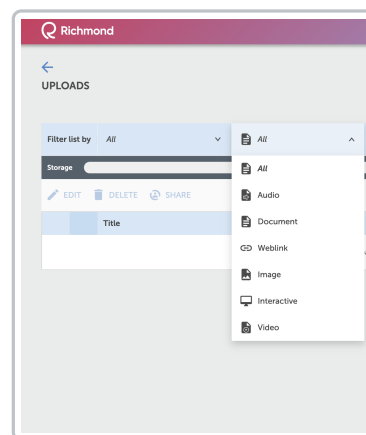 Richmond
UPLOADS
Filter list by All All
Storage
All
EDIT DELETE SHARE
Audio
Title
Document
Weblink
Image
Interactive
Video